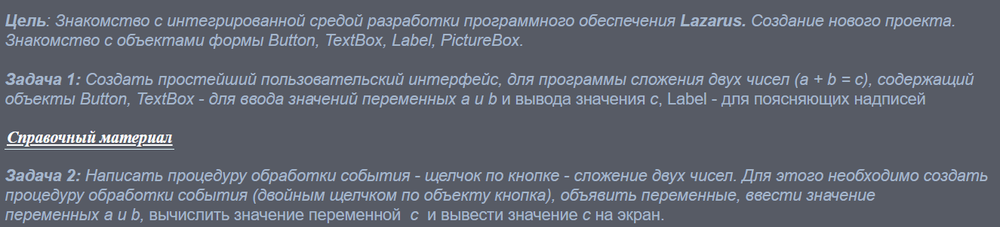 Цель: Знакомство с интегрированной средой разработки программного обеспечения Lazarus. Создание нового проекта.
Знакомство с объектами формы Button, TextBox, Label, PictureBox.
Задача 1: Создать простейший пользовательский интерфейс, для программы сложения двух чисел (a + b = c), содержащий
объекты Button, TextBox - для ввода значений переменных a и b и вывода значения c, Label - для поясняющих надписей
Справочный материал
Задача 2: Написать процедуру обработки события - щелчок по кнопке - сложение двух чисел. Для этого необходимо создать
процедуру обработки события (двойным щелчком по объекту кнопка), объявить переменные, ввести значение
переменных a и b, вычислить значение переменной c и вывести значение c на экран.